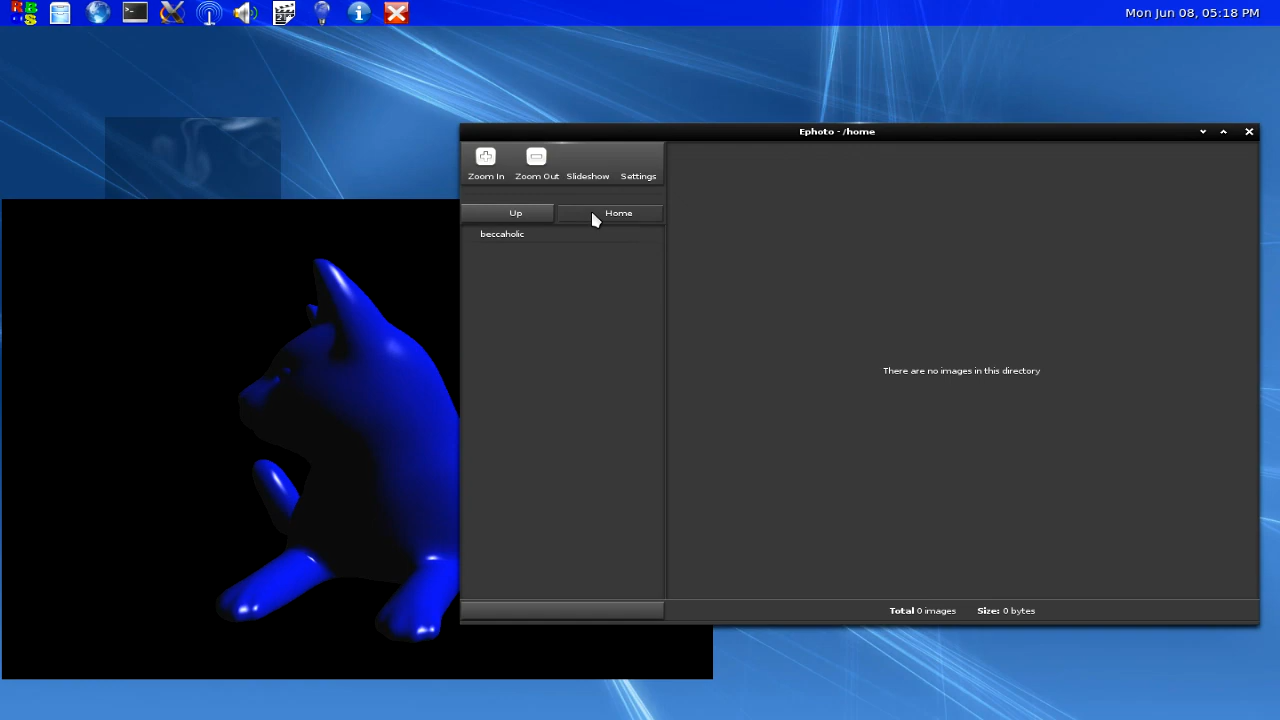 Mon Jun 08, 05:18 PM
Ephoto - /home
Zoom In Zoom Out Slideshow Settings
Up Home
beccaholic
There are no images in this directory
Total 0 images Size: 0 bytes